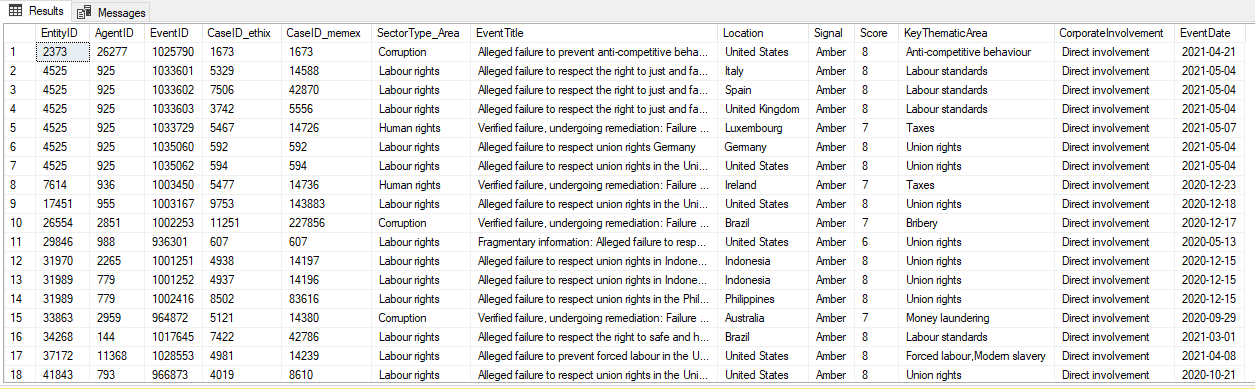 Results Messages
EntityID AgentID EventID CaseID_ethix CaseID_memex SectorType_Area EventTitle Location Signal Score KeyThematicArea CorporateInvolvement EventDate
1 2373 26277 1025790 1673 1673 Corruption Alleged failure to prevent anti-competitive beha... United States Amber 8 Anti-competitive behaviour Direct involvement 2021-04-21
2 4525 925 1033601 5329 14588 Labour rights Alleged failure to respect the right to just and fa... Italy Amber 8 Labour standards Direct involvement 2021-05-04
3 4525 925 1033602 7506 42870 Labour rights Alleged failure to respect the right to just and fa... Spain Amber 8 Labour standards Direct involvement 2021-05-04
4 4525 925 1033603 3742 5556 Labour rights Alleged failure to respect the right to just and fa... United Kingdom Amber 8 Labour standards Direct involvement 2021-05-04
5 4525 925 1033729 5467 14726 Human rights Verified failure, undergoing remediation: Failure ... Luxembourg Amber 7 Taxes Direct involvement 2021-05-07
6 4525 925 1035060 592 592 Labour rights Alleged failure to respect union rights Germany Germany Amber 8 Union rights Direct involvement 2021-05-04
7 4525 925 1035062 594 594 Labour rights Alleged failure to respect union rights in the Uni... United States Amber 8 Union rights Direct involvement 2021-05-04
8 7614 936 1003450 5477 14736 Human rights Verified failure, undergoing remediation: Failure ... Ireland Amber 7 Taxes Direct involvement 2020-12-23
9 17451 955 1003167 9753 143883 Labour rights Alleged failure to respect union rights in the Uni... United States Amber 8 Union rights Direct involvement 2020-12-18
10 26554 2851 1002253 11251 227856 Corruption Verified failure, undergoing remediation: Failure ... Brazil Amber 7 Bribery Direct involvement 2020-12-17
11 29846 988 936301 607 607 Labour rights Fragmentary information: Alleged failure to resp... United States Amber 6 Union rights Direct involvement 2020-05-13
12 31970 2265 1001251 4938 14197 Labour rights Alleged failure to respect union rights in Indone... Indonesia Amber 8 Union rights Direct involvement 2020-12-15
13 31989 779 1001252 4937 14196 Labour rights Alleged failure to respect union rights in Indone... Indonesia Amber 8 Union rights Direct involvement 2020-12-15
14 31989 779 1002416 8502 83616 Labour rights Alleged failure to respect union rights in the Phil... Philippines Amber 8 Union rights Direct involvement 2020-12-15
15 33863 2959 964872 5121 14380 Corruption Verified failure, undergoing remediation: Failure ... Australia Amber 7 Money laundering Direct involvement 2020-09-29
16 34268 144 1017645 7422 42786 Labour rights Alleged failure to respect the right to safe and h... Brazil Amber 8 Labour standards Direct involvement 2021-03-01
17 37172 11368 1028553 4981 14239 Labour rights Alleged failure to prevent forced labour in the U... United States Amber 8 Forced labour,Modern slavery Direct involvement 2021-04-08
18 41843 793 966873 4019 8610 Labour rights Alleged failure to respect union rights in the Uni... United States Amber 8 Union rights Direct involvement 2020-10-21